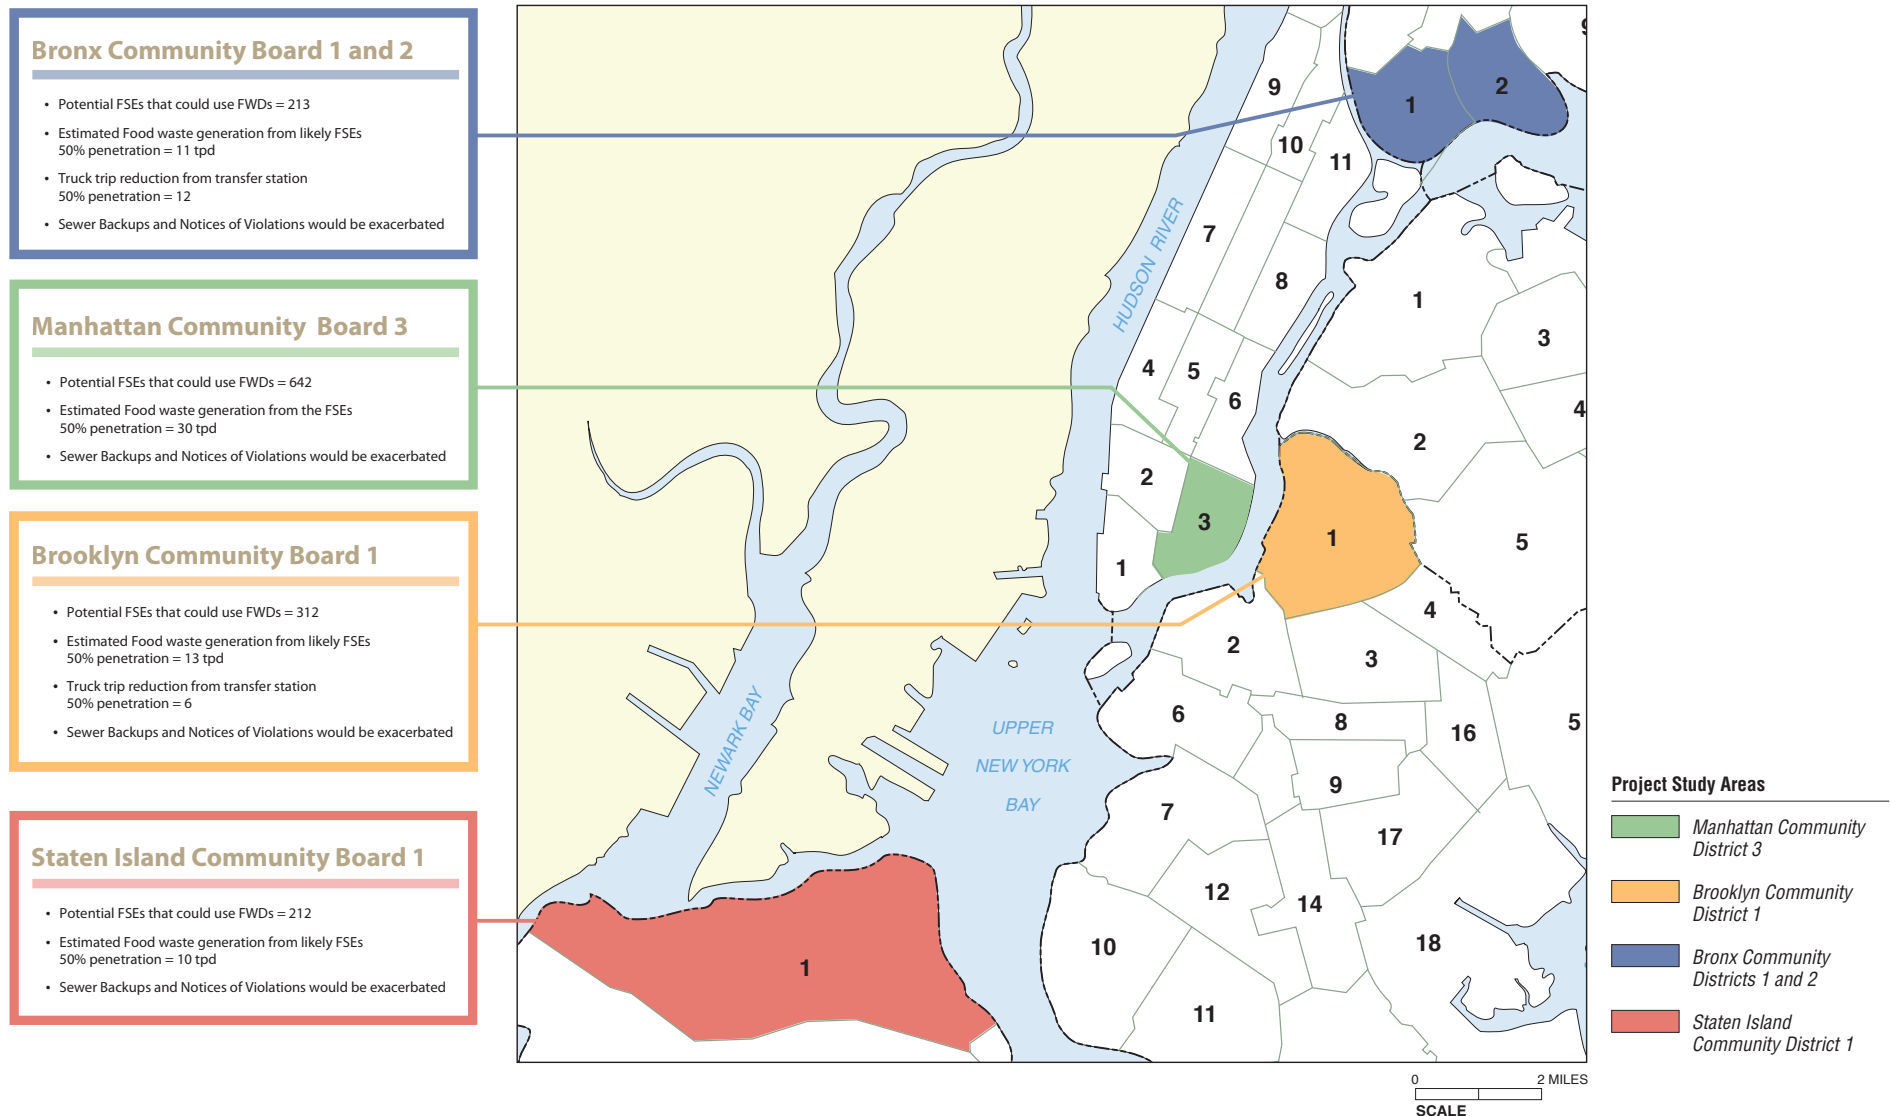 Bronx Community Board 1 and 2
• Potential FSEs that could use FWDs = 213
• Estimated Food waste generation from likely FSEs
50% penetration = 11 tpd
• Truck trip reduction from transfer station
50% penetration = 12
• Sewer Backups and Notices of Violations would be exacerbated
Manhattan Community Board 3
• Potential FSEs that could use FWDs = 642
• Estimated Food waste generation from the FSEs
50% penetration = 30 tpd
• Sewer Backups and Notices of Violations would be exacerbated
Brooklyn Community Board 1
• Potential FSEs that could use FWDs = 312
• Estimated Food waste generation from likely FSEs
50% penetration = 13 tpd
• Truck trip reduction from transfer station
50% penetration = 6
• Sewer Backups and Notices of Violations would be exacerbated
Staten Island Community Board 1
• Potential FSEs that could use FWDs = 212
• Estimated Food waste generation from likely FSEs
50% penetration = 10 tpd
• Sewer Backups and Notices of Violations would be exacerbated
9
1
2
10
11
7
8
4
5
6
2
3
1
HUDSON RIVER
1
3
4
2
5
1
4
2
3
6
8
16
5
9
7
17
12
14
10
18
11
1
NEWARK BAY
UPPER
NEW YORK
BAY
Project Study Areas
Manhattan Community
District 3
Brooklyn Community
District 1
Bronx Community
Districts 1 and 2
Staten Island
Community District 1
0
2 MILES
SCALE